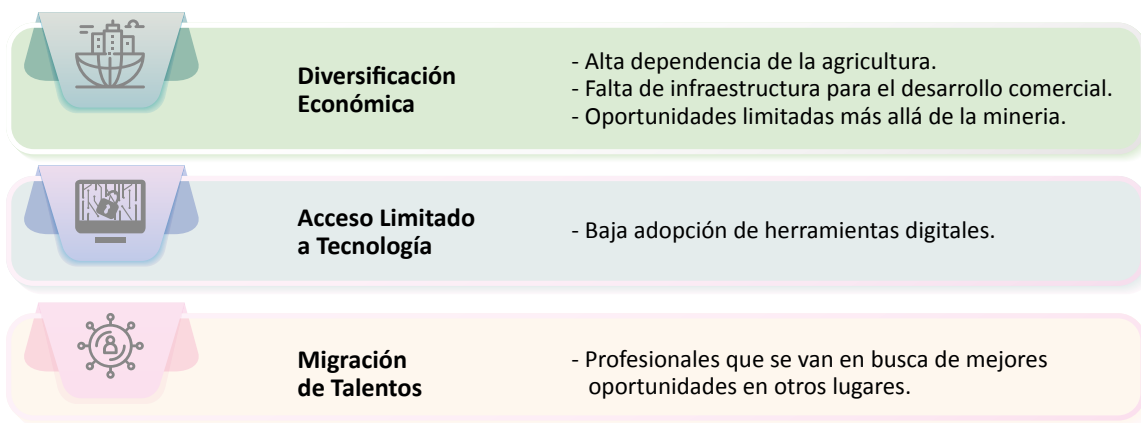 Diversificación
Económica
- Alta dependencia de la agricultura.
- Falta de infraestructura para el desarrollo comercial.
- Oportunidades limitadas más allá de la mineria.
Acceso Limitado
a Tecnología
- Baja adopción de herramientas digitales.
Migración
de Talentos
- Profesionales que se van en busca de mejores
oportunidades en otros lugares.